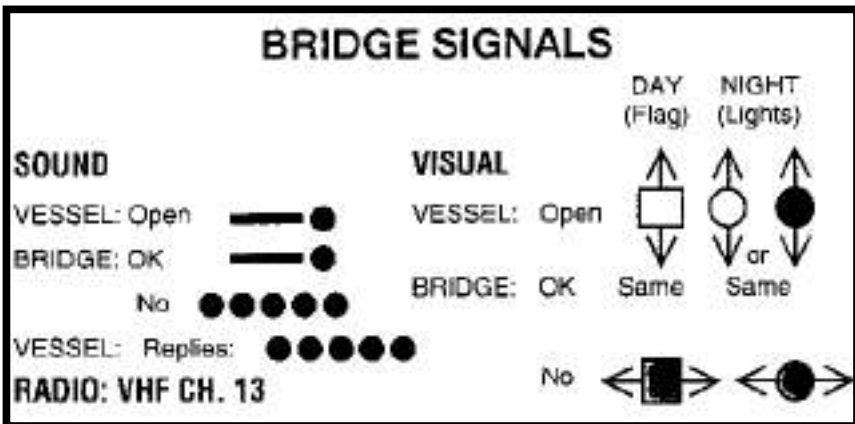 BRIDGE SIGNALS
DAY NIGHT
(Flag) (Lights)
SOUND
VESSEL: Open
BRIDGE: OK
No
VESSEL: Replies:
RADIO: VHF CH. 13
VISUAL
VESSEL: Open
or
BRIDGE: OK Same Same
No